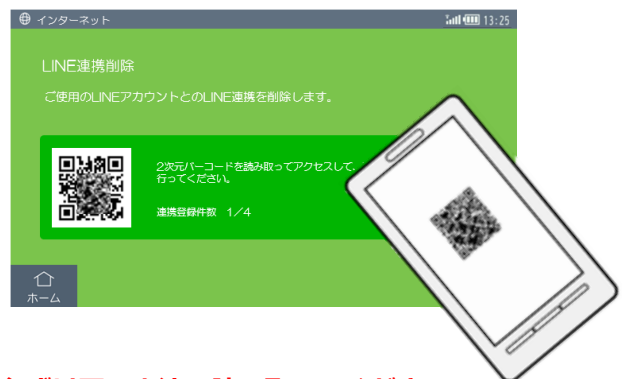 インターネット
13:25
LINE連携削除
ご使用のLINEアカウントとのLINE連携を削除します。
2次元バーコードを読み取ってアクセスして、
行ってください。
連携登録件数 1/4
ホーム